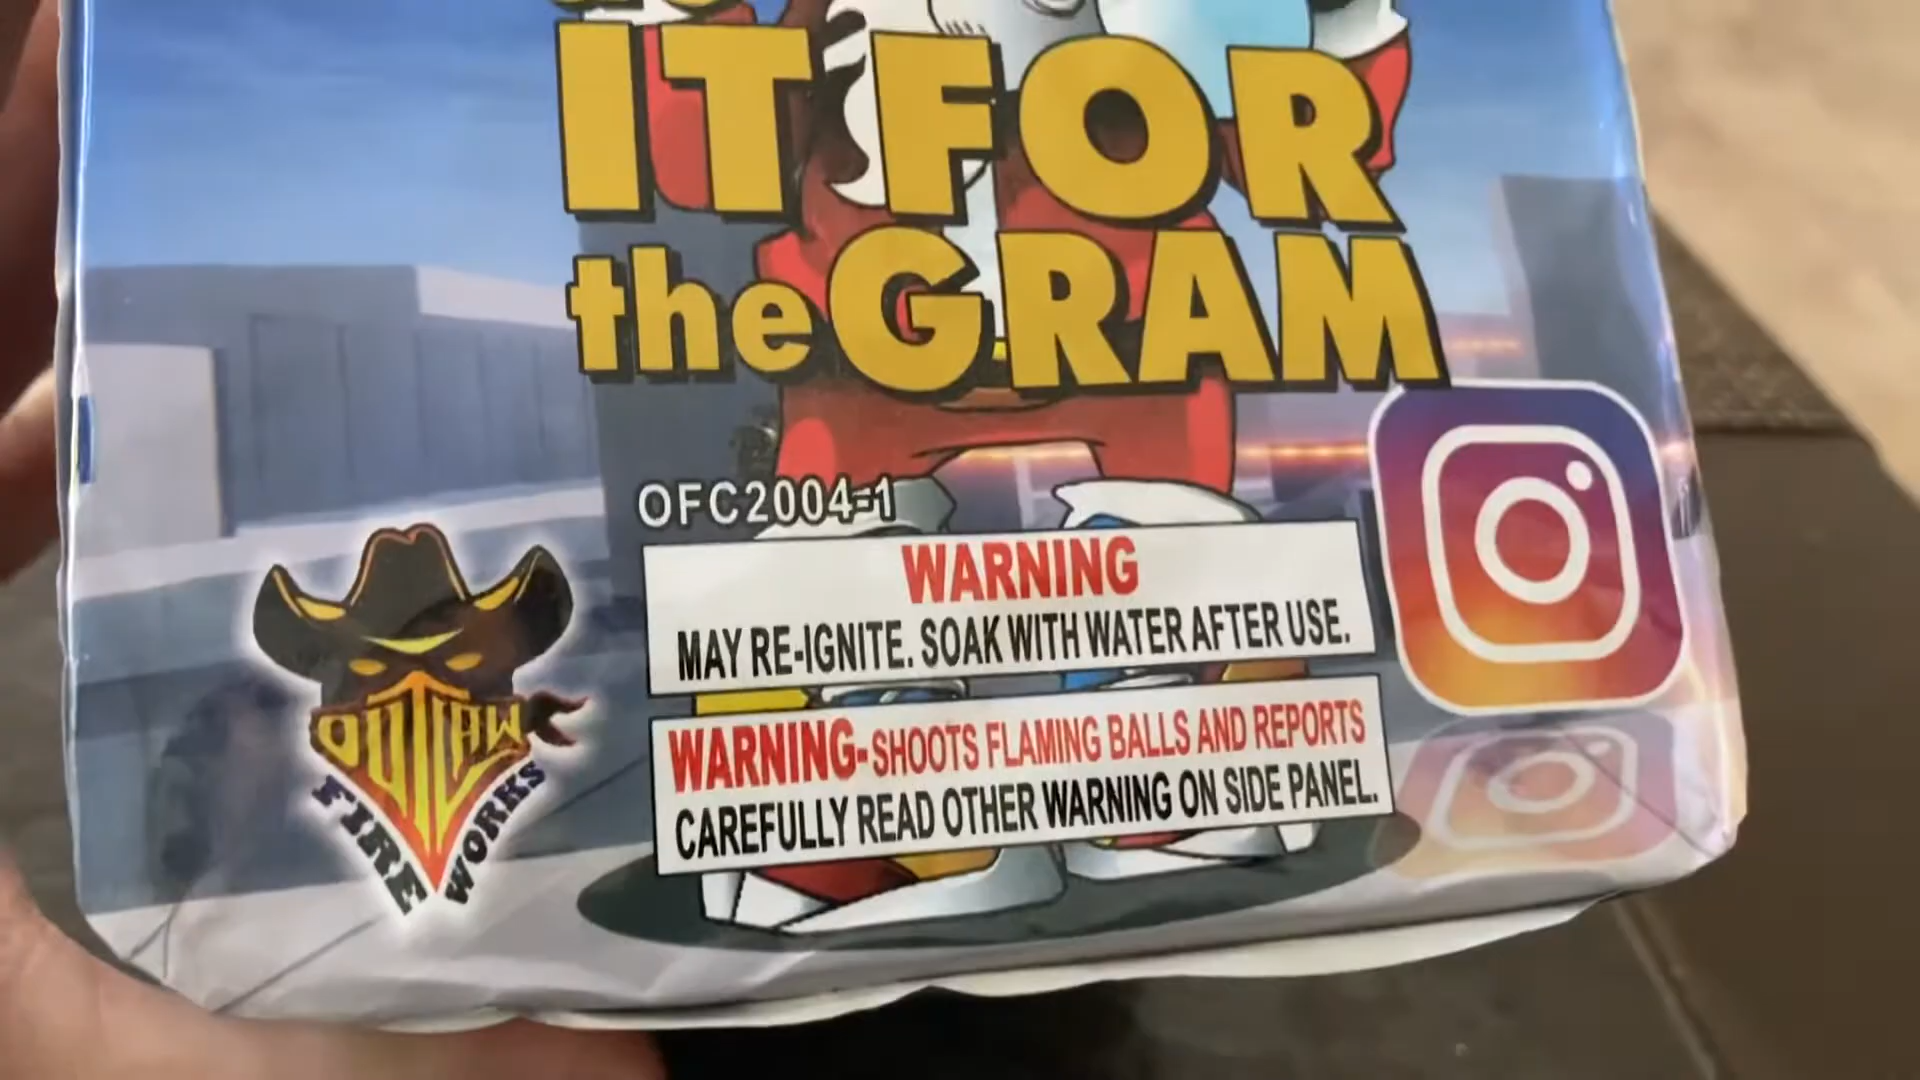 IT FOR
the GRAM
OFC2004-1
WARNING
MAY RE-IGNITE. SOAK WITH WATER AFTER USE.
WARNING-SHOOTS FLAMING BALLS AND REPORTS
CAREFULLY READ OTHER WARNING ON SIDE PANEL.
OUTLAW
FIRE WORKS